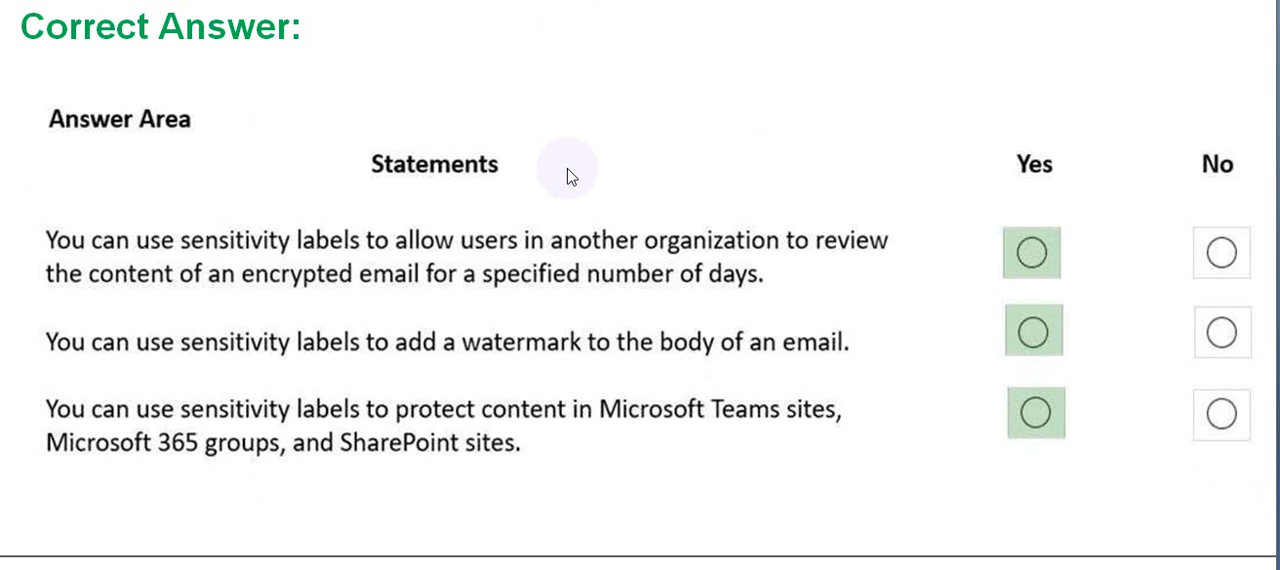 Correct Answer:
Answer Area
Statements Yes No
You can use sensitivity labels to allow users in another organization to review
the content of an encrypted email for a specified number of days.
You can use sensitivity labels to add a watermark to the body of an email.
You can use sensitivity labels to protect content in Microsoft Teams sites,
Microsoft 365 groups, and SharePoint sites.